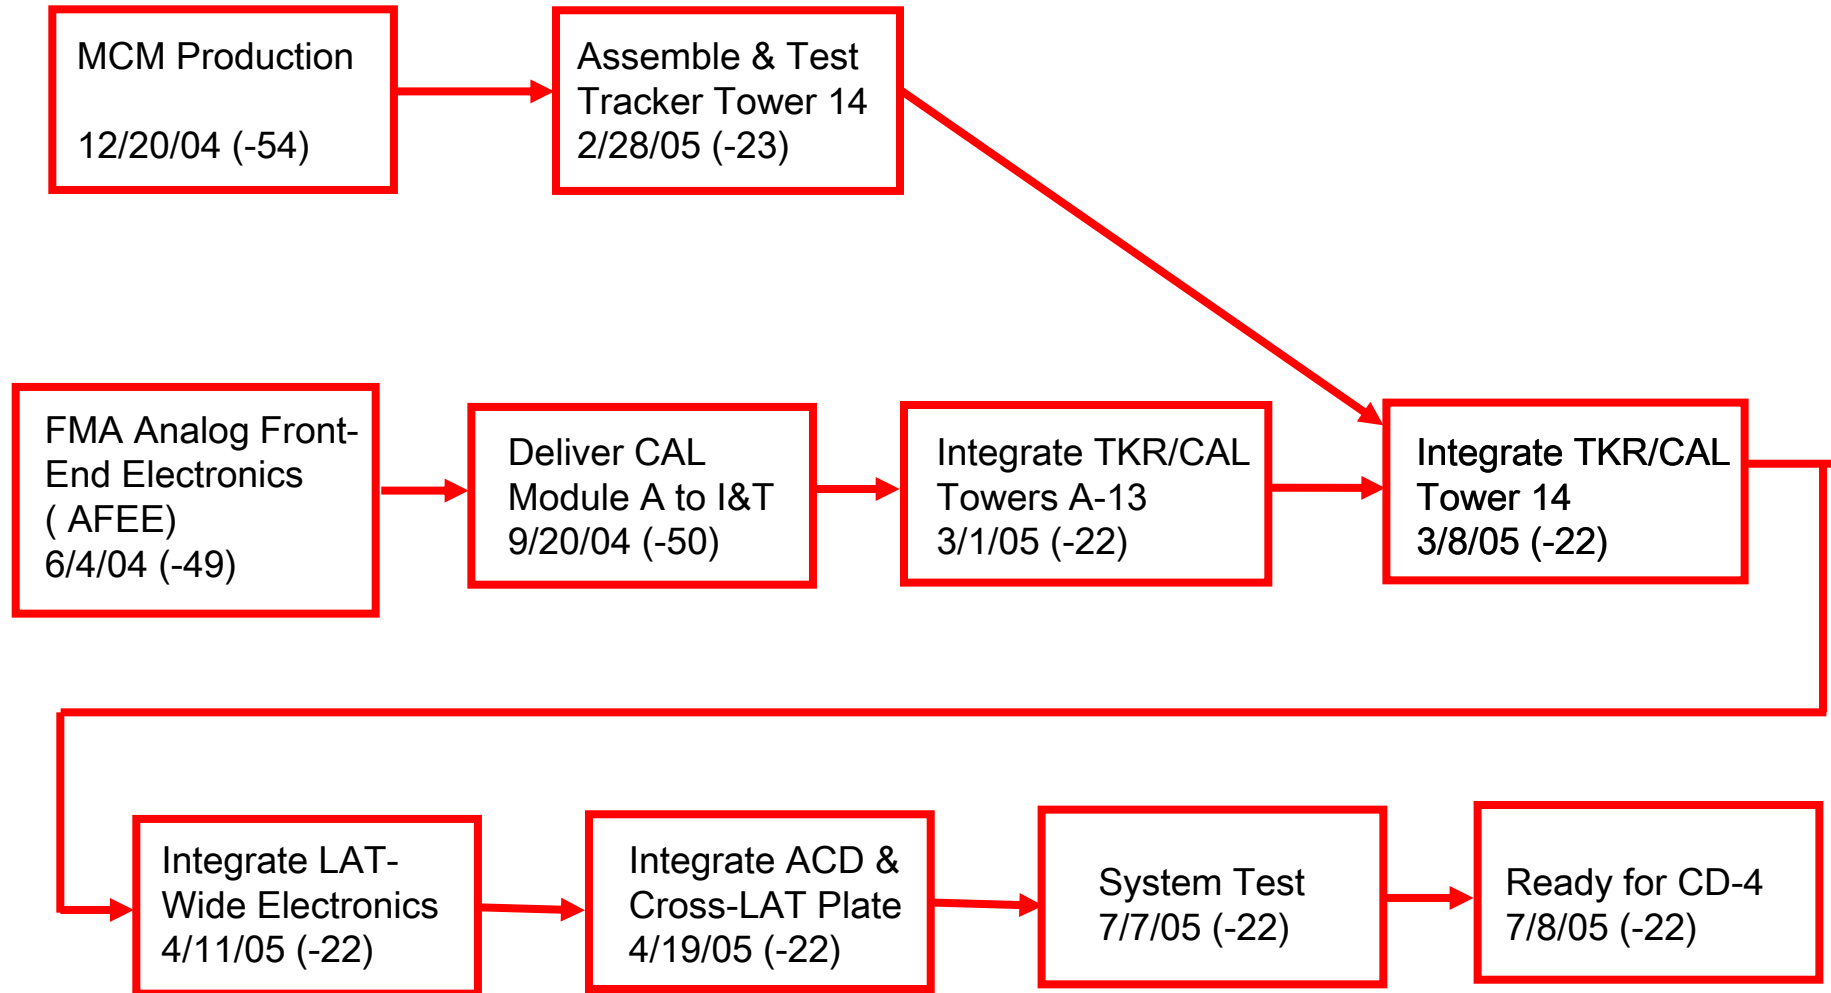 MCM Production
12/20/04 (-54)
Assemble & Test
Tracker Tower 14
2/28/05 (-23)
FMA Analog Front-
End Electronics
( AFEE)
6/4/04 (-49)
Deliver CAL
Module A to I&T
9/20/04 (-50)
Integrate TKR/CAL
Towers A-13
3/1/05 (-22)
Integrate TKR/CAL
Tower 14
3/8/05 (-22)
Integrate LAT-
Wide Electronics
4/11/05 (-22)
Integrate ACD &
Cross-LAT Plate
4/19/05 (-22)
System Test
7/7/05 (-22)
Ready for CD-4
7/8/05 (-22)